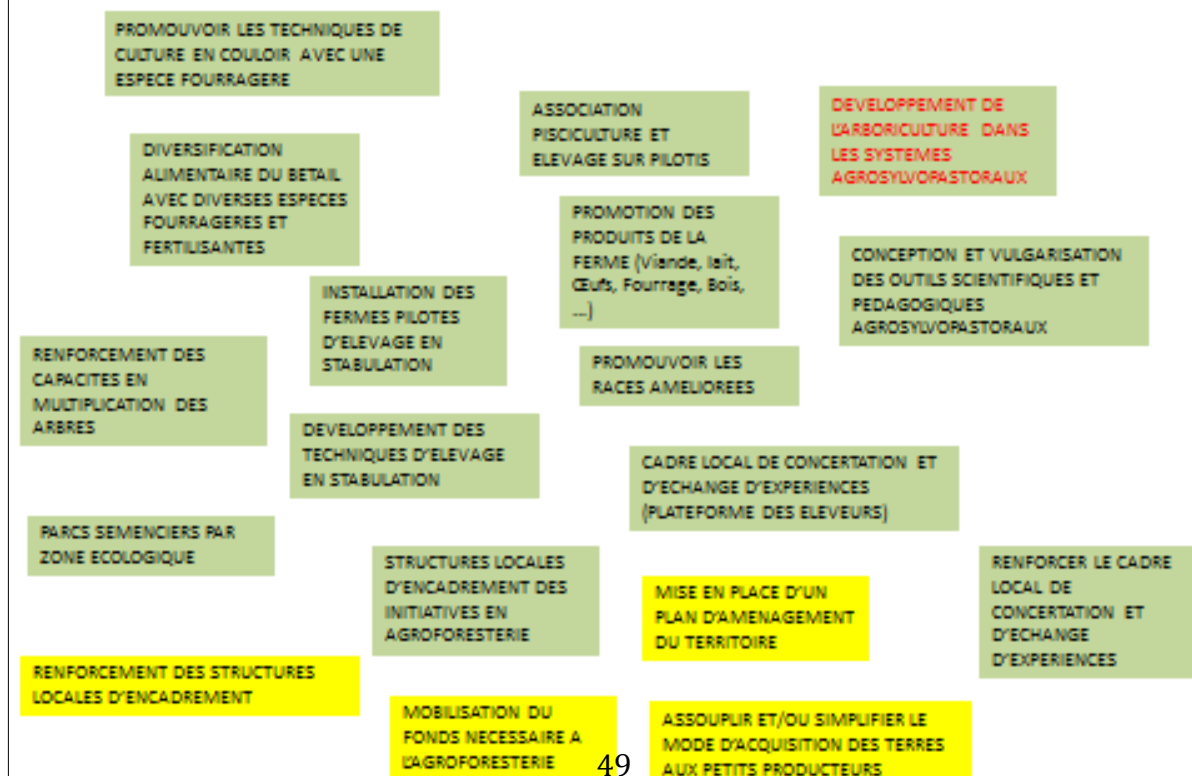 PROMOUVOIR LES TECHNIQUES DE
CULTURE EN COULOIR AVEC UNE
ESPECE FOURRAGERE
ASSOCIATION
PISCICULTURE ET
ELEVAGE SUR PILOTIS
DEVELOPPEMENT DE
L'ARBORICULTURE DANS
LES SYSTEMES
AGROSYLVOPASTORAUX
DIVERSIFICATION
ALIMENTAIRE DU BETAIL
AVEC DIVERSES ESPECES
FOURRAGERES ET
FERTILISANTES
PROMOTION DES
PRODUITS DE LA
FERME (Viande, lait,
Œufs, Fourrage, Bois,
...)
CONCEPTION ET VULGARISATION
DES OUTILS SCIENTIFIQUES ET
PEDAGOGIQUES
AGROSYLVOPASTORAUX
INSTALLATION DES
FERMES PILOTES
D'ELEVAGE EN
STABULATION
RENFORCEMENT DES
CAPACITES EN
MULTIPLICATION DES
ARBRES
PROMOUVOIR LES
RACES AMELIOREES
DEVELOPPEMENT DES
TECHNIQUES D'ELEVAGE
EN STABULATION
CADRE LOCAL DE CONCERTATION ET
D'ECHANGE D'EXPERIENCES
(PLATEFORME DES ELEVEURS)
PARCS SEMENCIERS PAR
ZONE ECOLOGIQUE
STRUCTURES LOCALES
D'ENCADREMENT DES
INITIATIVES EN
AGROFORESTERIE
MISE EN PLACE D'UN
PLAN D'AMENAGEMENT
DU TERRITOIRE
RENFORCER LE CADRE
LOCAL DE
CONCERTATION ET
D'ECHANGE
D'EXPERIENCES
RENFORCEMENT DES STRUCTURES
LOCALES D'ENCADREMENT
MOBILISATION DU
FONDS NECESSAIRE A
L'AGROFORESTERIE
ASSOUPLIR ET/OU SIMPLIFIER LE
MODE D'ACQUISITION DES TERRES
AUX PETITS PRODUCTEURS
49